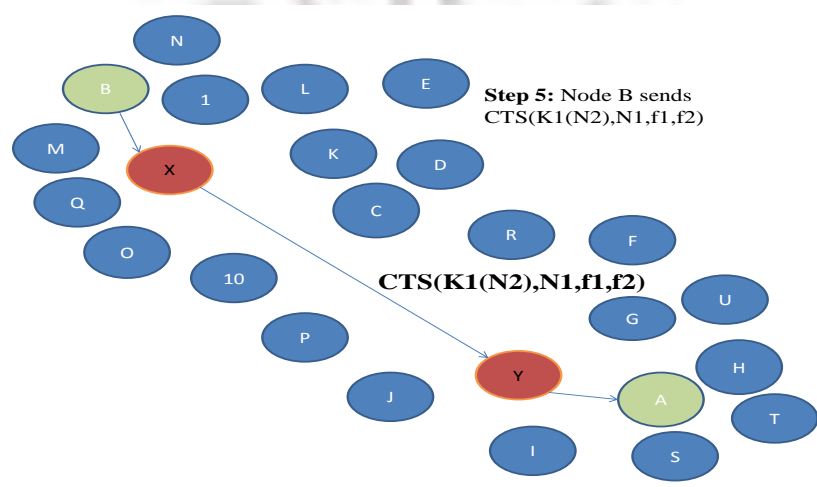 N
B
1
L
E
Step 5: Node B sends
CTS(K1(N2),N1,f1,f2)
M
X
K
D
Q
C
O
R
F
10
CTS(K1(N2),N1,f1,f2)
U
G
P
H
Y
J
A
T
I
S